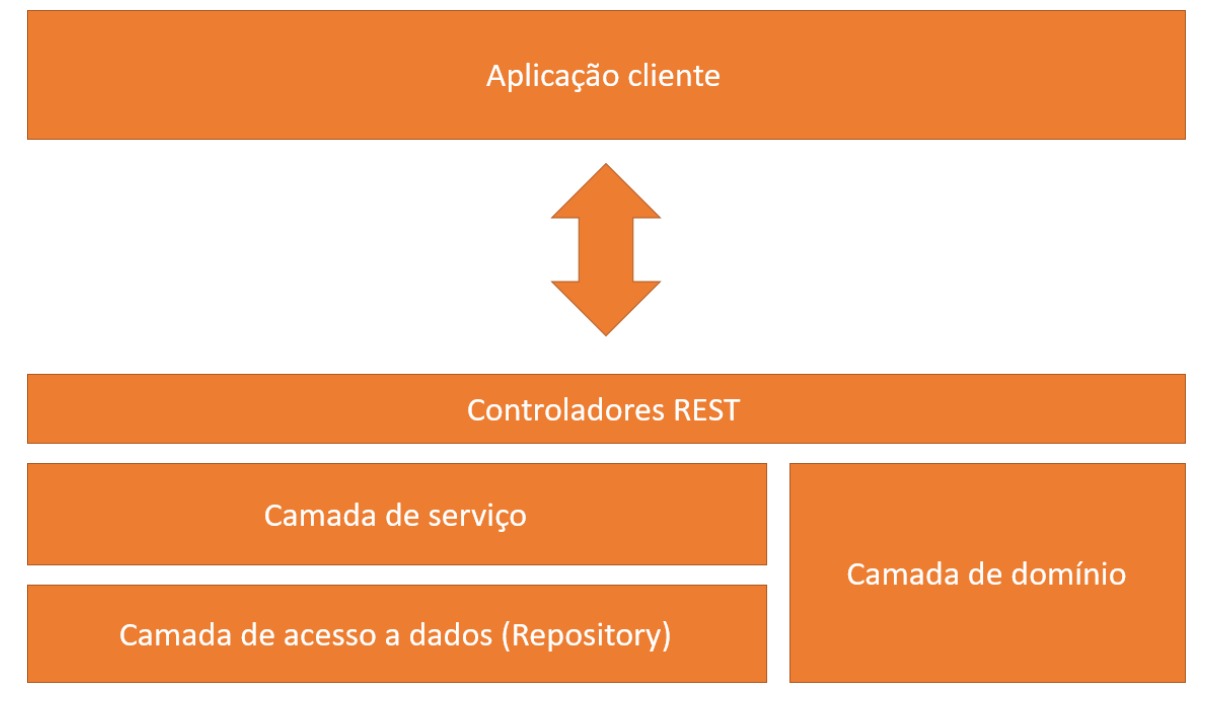 Aplicação cliente
Controladores REST
Camada de serviço
Camada de domínio
Camada de acesso a dados (Repository)